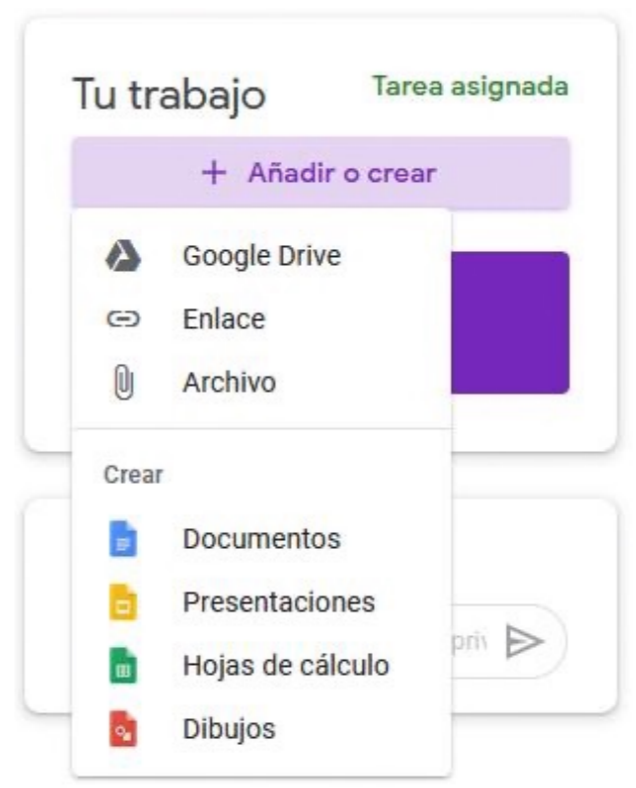 Tu trabajo
Tarea asignada
+ Añadir o crear
Google Drive
Enlace
Archivo
Crear
Documentos
Presentaciones
Hojas de cálculo
Dibujos